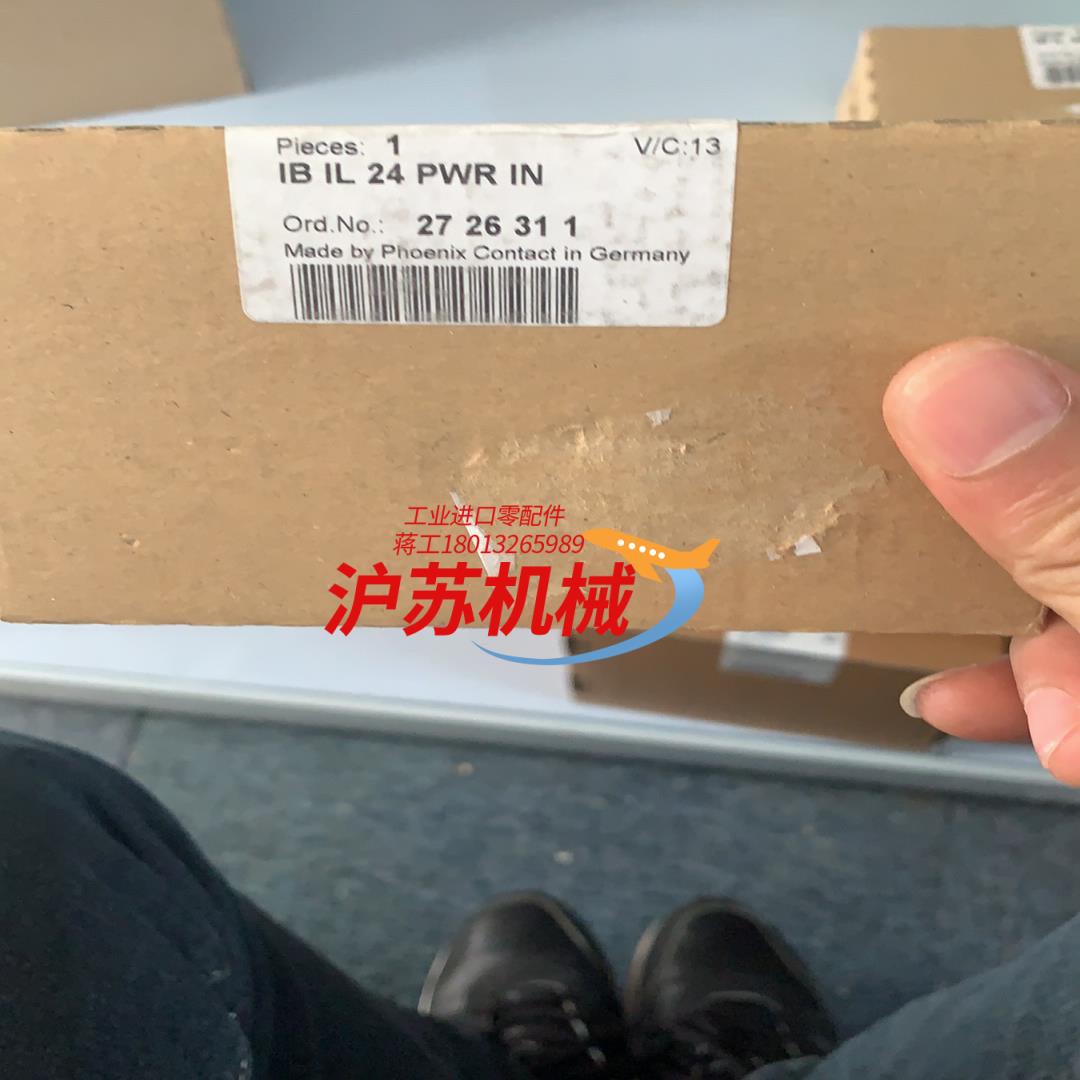 Pieces: 1 V/C:13
IB IL 24 PWR IN
Ord.No.: 27 26 31 1
Made by Phoenix Contact in Germany
工业进口零配件
蒋工18013265989
沪苏机械